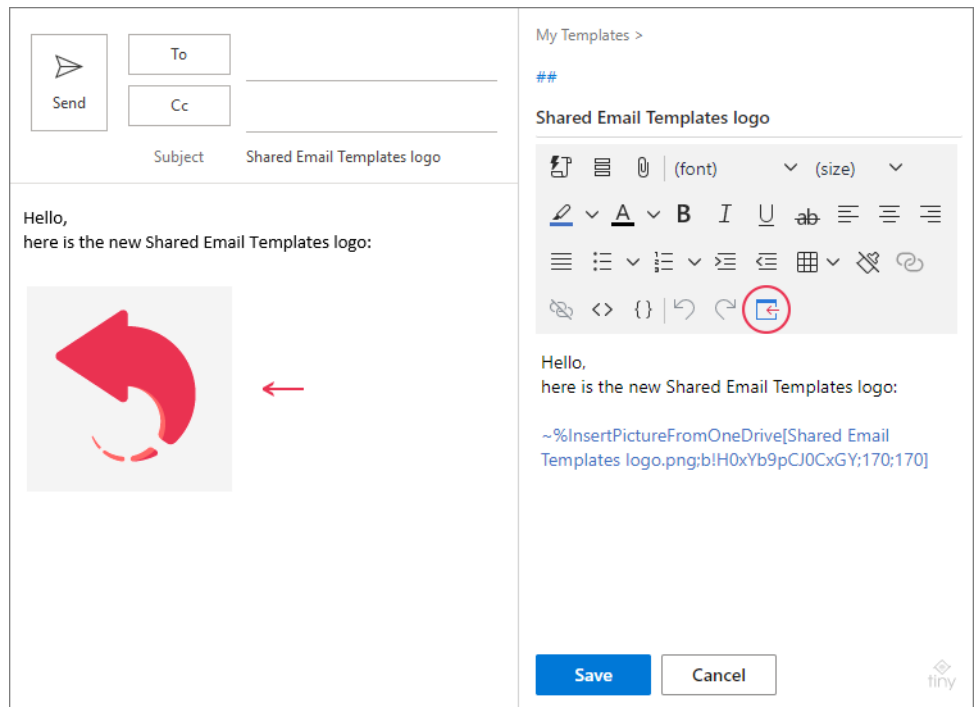 Send
To
Cc
Subject
Shared Email Templates logo
Hello,
here is the new Shared Email Templates logo:
My Templates >
##
Shared Email Templates logo
(font)
(size)
A B I U ab
<> {}
Hello,
here is the new Shared Email Templates logo:
~%InsertPictureFromOneDrive[Shared Email
Templates logo.png;b!H0xYb9pCJ0CxGY;170;170]
Save
Cancel
tiny